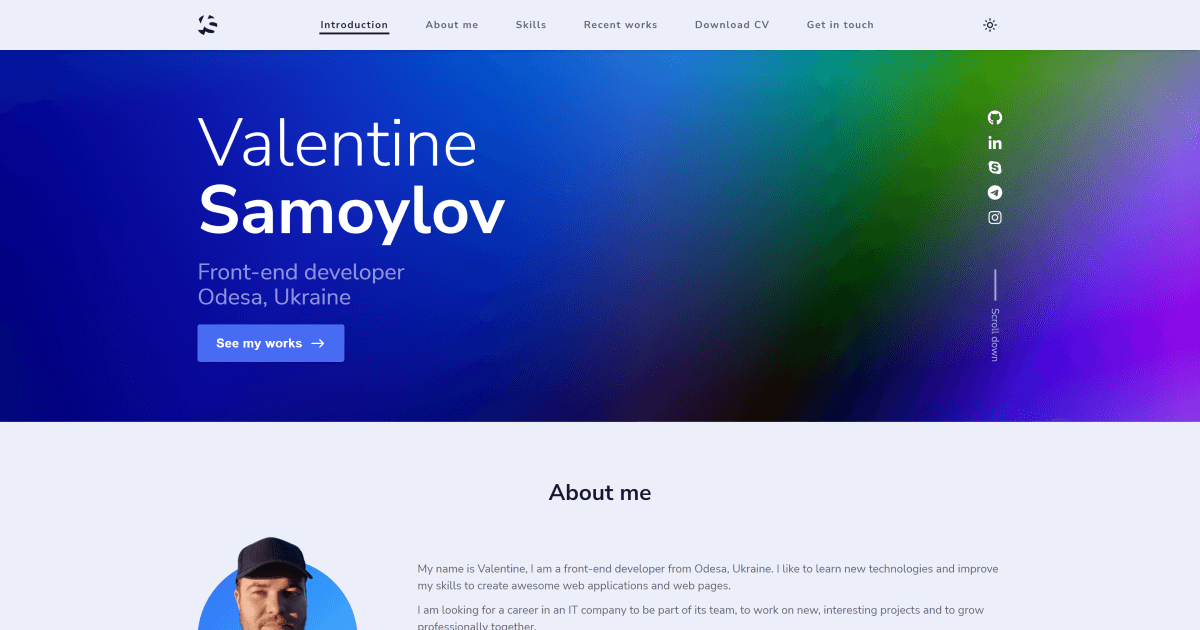 Introduction About me Skills Recent works Download CV Get in touch
Valentine
Samoylov
Front-end developer
Odesa, Ukraine
See my works
Scroll down
About me
My name is Valentine, I am a front-end developer from Odesa, Ukraine. I like to learn new technologies and improve
my skills to create awesome web applications and web pages.
I am looking for a career in an IT company to be part of its team, to work on new, interesting projects and to grow
professionally together.